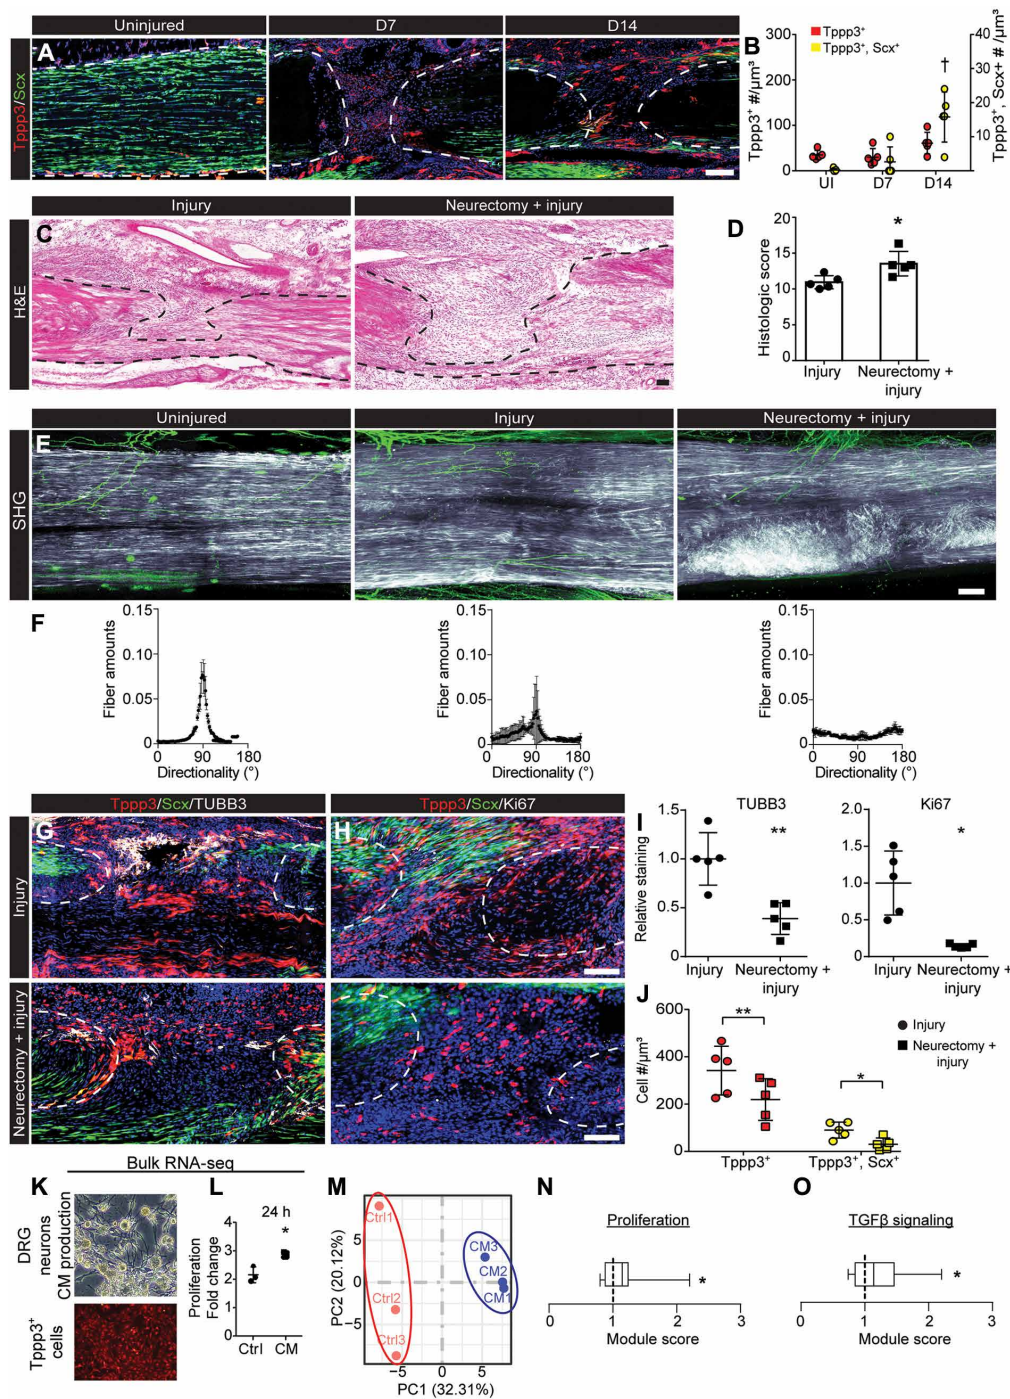 Uninjured
D7
D14
A
Tppp3/Scx
B
Tppp3⁺
Tppp3⁺, Scx⁺
Tppp3⁺ #/µm³
Tppp3⁺, Scx+ # /µm³
300
200
100
0
40
30
20
10
†
UI
D7
D14
Injury
Neurectomy + injury
C
H&E
D
Histologic score
20
15
10
5
0
*
Injury
Neurectomy +
injury
Uninjured
Injury
Neurectomy + injury
E
SHG
F
Fiber amounts
0.15
0.10
0.05
0
0
90
180
Directionality (°)
Fiber amounts
0.15
0.10
0.05
0
0
90
180
Directionality (°)
Fiber amounts
0.15
0.10
0.05
0
0
90
180
Directionality (°)
Tppp3/Scx/TUBB3
Tppp3/Scx/Ki67
G
H
Injury
Neurectomy + injury
I
TUBB3
Relative staining
1.5
1.0
0.5
0
**
Injury
Neurectomy +
injury
Ki67
2.0
1.5
1.0
0.5
0
*
Injury
Neurectomy +
injury
J
Cell #/µm³
600
400
200
0
**
*
Injury
Neurectomy +
injury
Tppp3⁺
Tppp3⁺, Scx⁺
Bulk RNA-seq
K
DRG
neurons
CM production
Tppp3⁺
cells
L
24 h
*
Proliferation
Fold change
4
3
2
1
0
Ctrl
CM
M
PC2 (20.12%)
5
0
−5
Ctrl1
Ctrl2
Ctrl3
CM3
CM2
CM1
−5
0
5
PC1 (32.31%)
N
Proliferation
*
0
1
2
3
Module score
O
TGFβ signaling
*
0
1
2
3
Module score